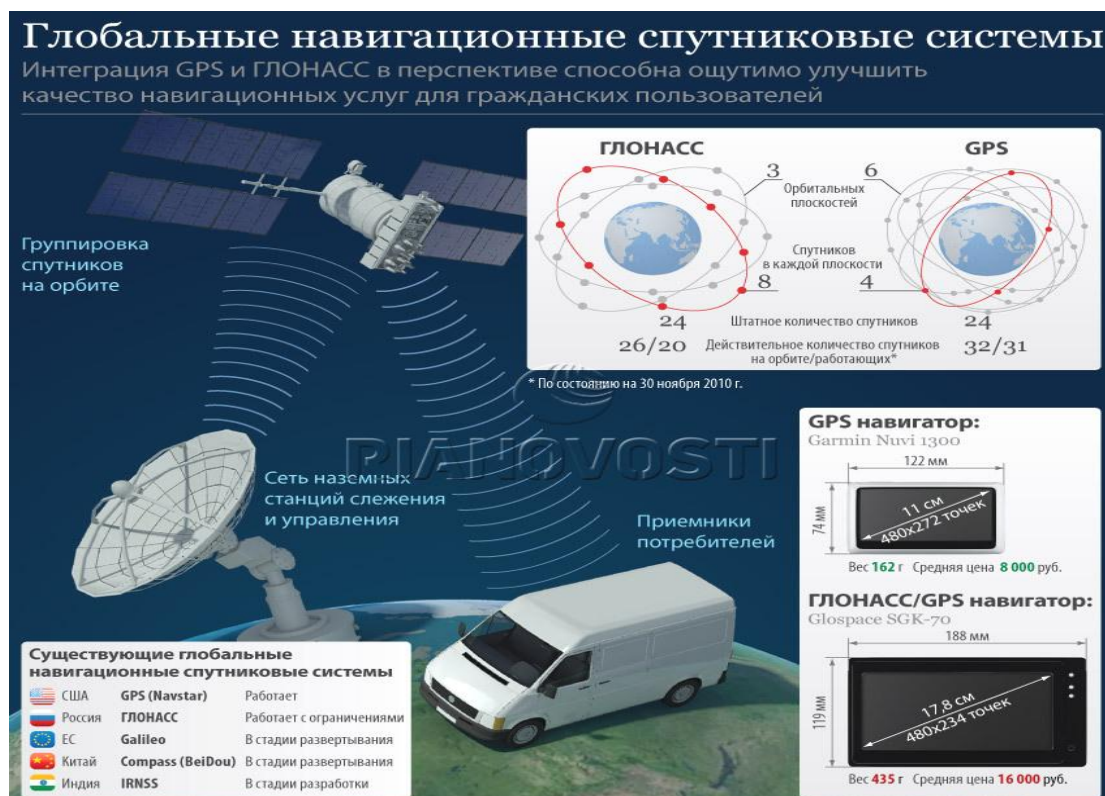 Глобальные навигационные спутниковые системы
Интеграция GPS и ГЛОНАСС в перспективе способна ощутимо улучшить
качество навигационных услуг для гражданских пользователей
Группировка
спутников
на орбите
ГЛОНАСС
GPS
3
Орбитальных
плоскостей
6
Спутников
в каждой плоскости
8
4
24
Штатное количество спутников
24
26/20
Действительное количество спутников
на орбите/работающих*
32/31
* По состоянию на 30 ноября 2010 г.
RIANOVOSTI
Сеть наземных
станций слежения
и управления
Приемники
потребителей
GPS навигатор:
Garmin Nuvi 1300
122 мм
74 мм
11 см
480x272 точек
Вес 162 г Средняя цена 8 000 руб.
ГЛОНАСС/GPS навигатор:
Glospace SGK-70
188 мм
119 мм
17,8 см
480x234 точек
Вес 435 г Средняя цена 16 000 руб.
Существующие глобальные
навигационные спутниковые системы
США GPS (Navstar) Работает
Россия ГЛОНАСС Работает с ограничениями
ЕС Galileo В стадии развертывания
Китай Compass (BeiDou) В стадии развертывания
Индия IRNSS В стадии разработки